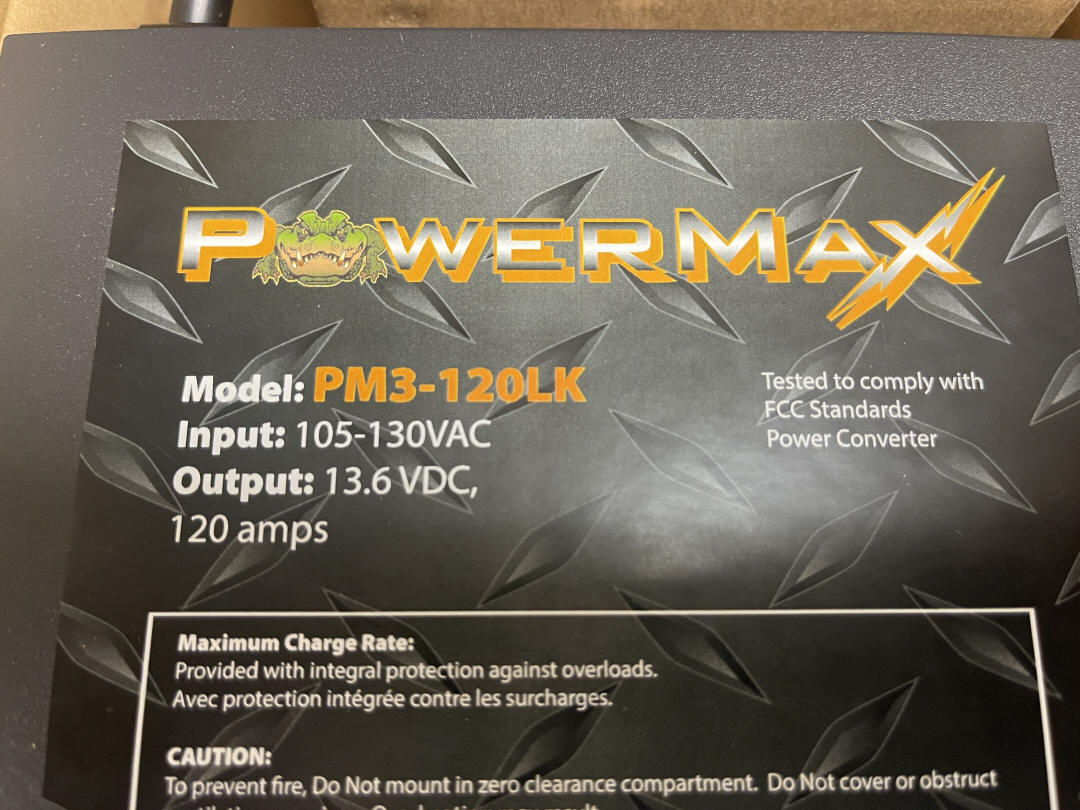 POWERMAX
Model: PM3-120LK
Input: 105-130VAC
Output: 13.6 VDC,
120 amps
Tested to comply with
FCC Standards
Power Converter
Maximum Charge Rate:
Provided with integral protection against overloads.
Avec protection intégrée contre les surcharges.
CAUTION:
To prevent fire, Do Not mount in zero clearance compartment. Do Not cover or obstruct